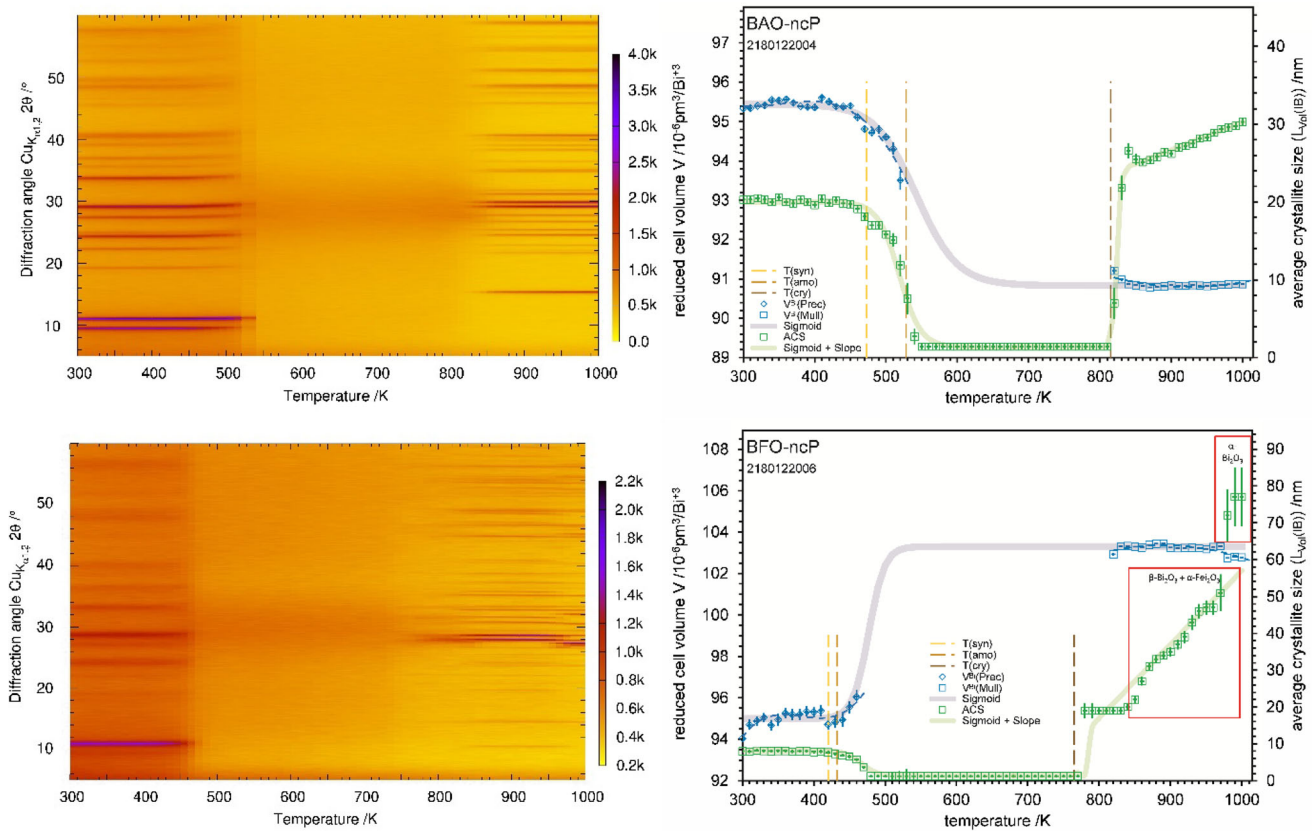 Diffraction angle Cu_Kα1,2 2θ /°
50
40
30
20
10
300 400 500 600 700 800 900 1000
Temperature /K
4.0k
3.5k
3.0k
2.5k
2.0k
1.5k
1.0k
0.5k
0.0
BAO-ncP
2180122004
reduced cell volume V /10⁻⁶pm³/Bi⁺³
97
96
95
94
93
92
91
90
89
T(syn)
T(amo)
T(cry)
(Prec)
(Mull)
Sigmoid
ACS
Sigmoid + Slope
300 400 500 600 700 800 900 1000
temperature /K
40
30
20
10
0
average crystallite size (L_Vol(IB)) /nm
Diffraction angle Cu_Kα1,2 2θ /°
50
40
30
20
10
300 400 500 600 700 800 900 1000
Temperature /K
2.2k
2.0k
1.8k
1.6k
1.4k
1.2k
1.0k
0.8k
0.6k
0.4k
0.2k
BFO-ncP
2180122006
reduced cell volume V /10⁻⁶pm³/Bi⁺³
108
106
104
102
100
98
96
94
92
α
Bi₂O₃
β-Bi₂O₃ + α-Fe₂O₃
T(syn)
T(amo)
T(cry)
(Prec)
(Mull)
Sigmoid
ACS
Sigmoid + Slope
300 400 500 600 700 800 900 1000
temperature /K
90
80
70
60
50
40
30
20
10
0
average crystallite size (L_Vol(IB)) /nm